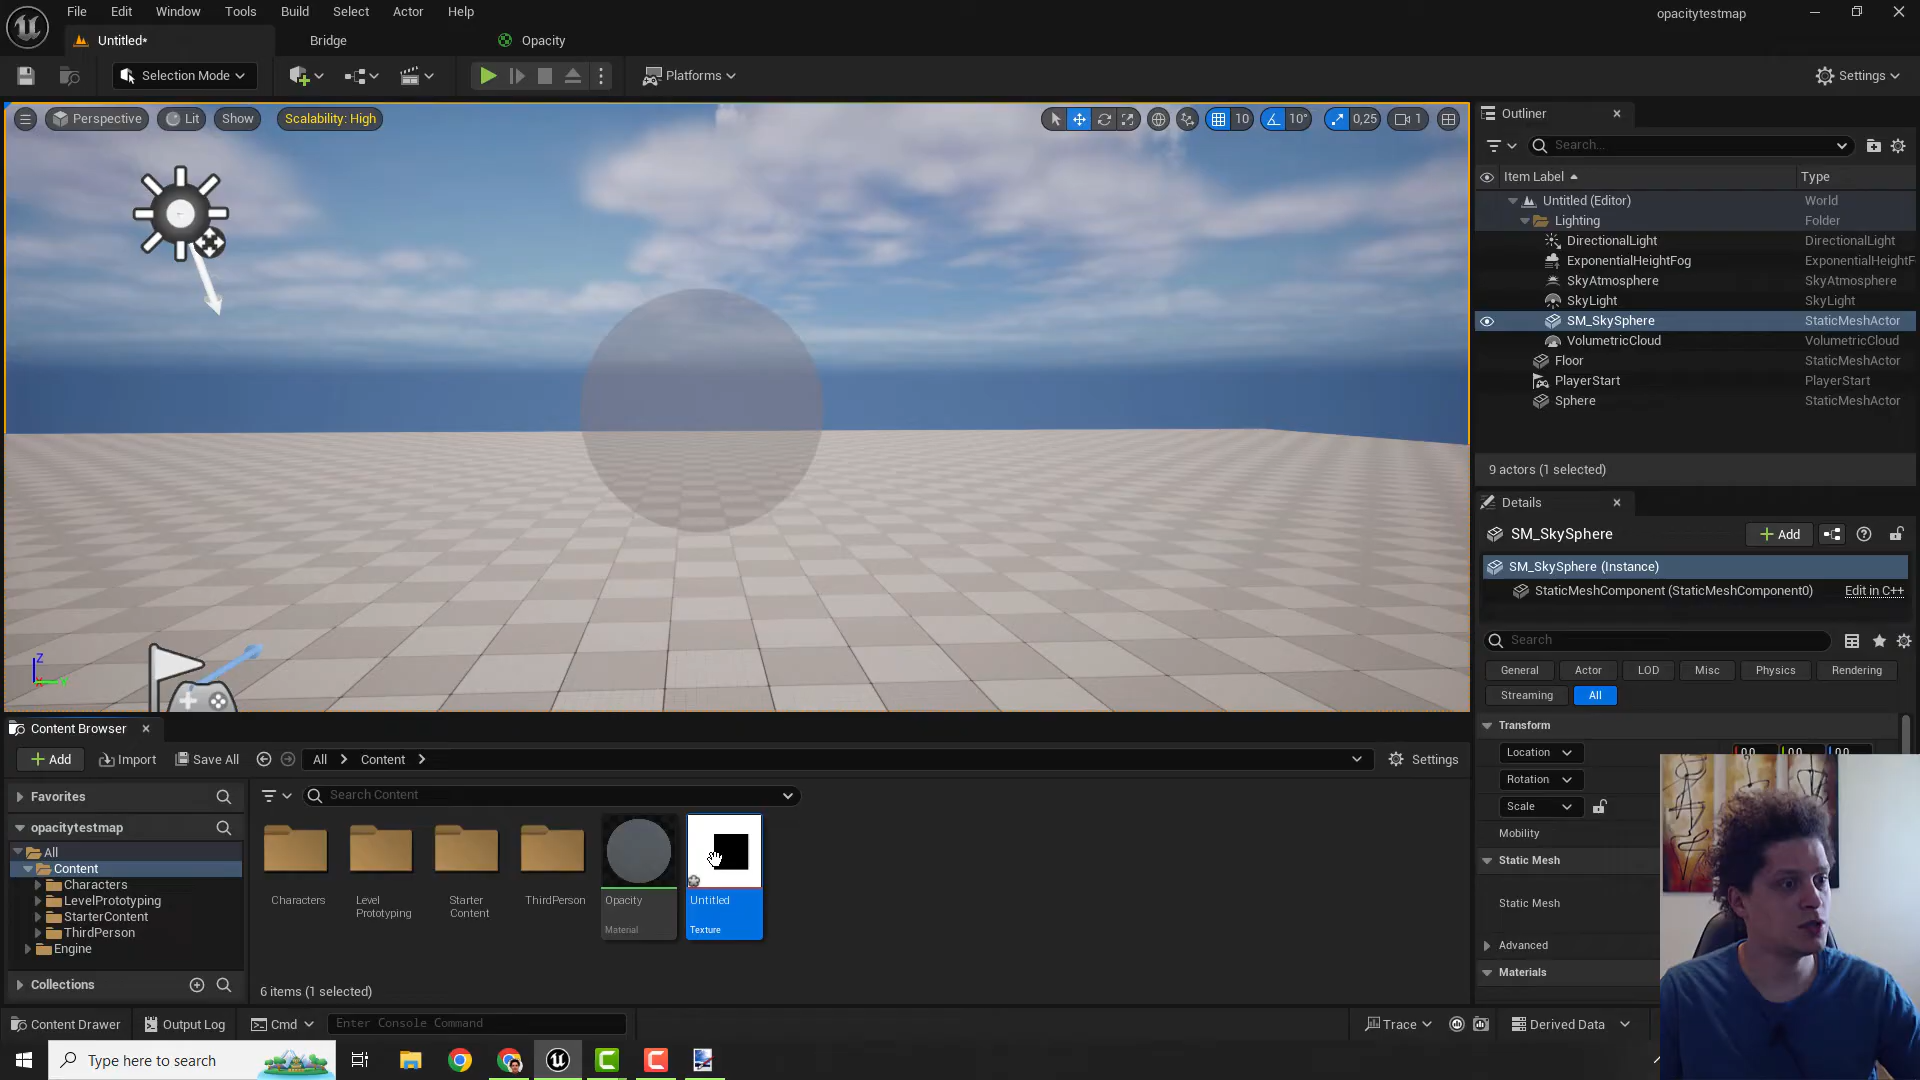 File Edit Window Tools Build Select Actor Help
opacitytestmap
Untitled* Bridge Opacity
Selection Mode Platforms Settings
Perspective Lit Show Scalability: High 10 10° 0,25 1
Outliner
Search...
Item Label Type
Untitled (Editor) World
Lighting Folder
DirectionalLight DirectionalLight
ExponentialHeightFog ExponentialHeightF
SkyAtmosphere SkyAtmosphere
SkyLight SkyLight
SM_SkySphere StaticMeshActor
VolumetricCloud VolumetricCloud
Floor StaticMeshActor
PlayerStart PlayerStart
Sphere StaticMeshActor
9 actors (1 selected)
Details
SM_SkySphere Add
SM_SkySphere (Instance)
StaticMeshComponent (StaticMeshComponent0) Edit in C++
Search
General Actor LOD Misc Physics Rendering
Streaming All
Transform
Location 0.0 0.0 0.0
Rotation
Scale
Mobility
Static Mesh
Static Mesh
Advanced
Materials
Z
Content Browser
Add Import Save All All Content Settings
Favorites
Search Content
opacitytestmap
All
Content
Characters
LevelPrototyping
StarterContent
ThirdPerson
Engine
Collections
Characters
Level
Prototyping
Starter
Content
ThirdPerson
Opacity
Material
Untitled
Texture
6 items (1 selected)
Content Drawer Output Log Cmd Enter Console Command Trace Derived Data
Type here to search